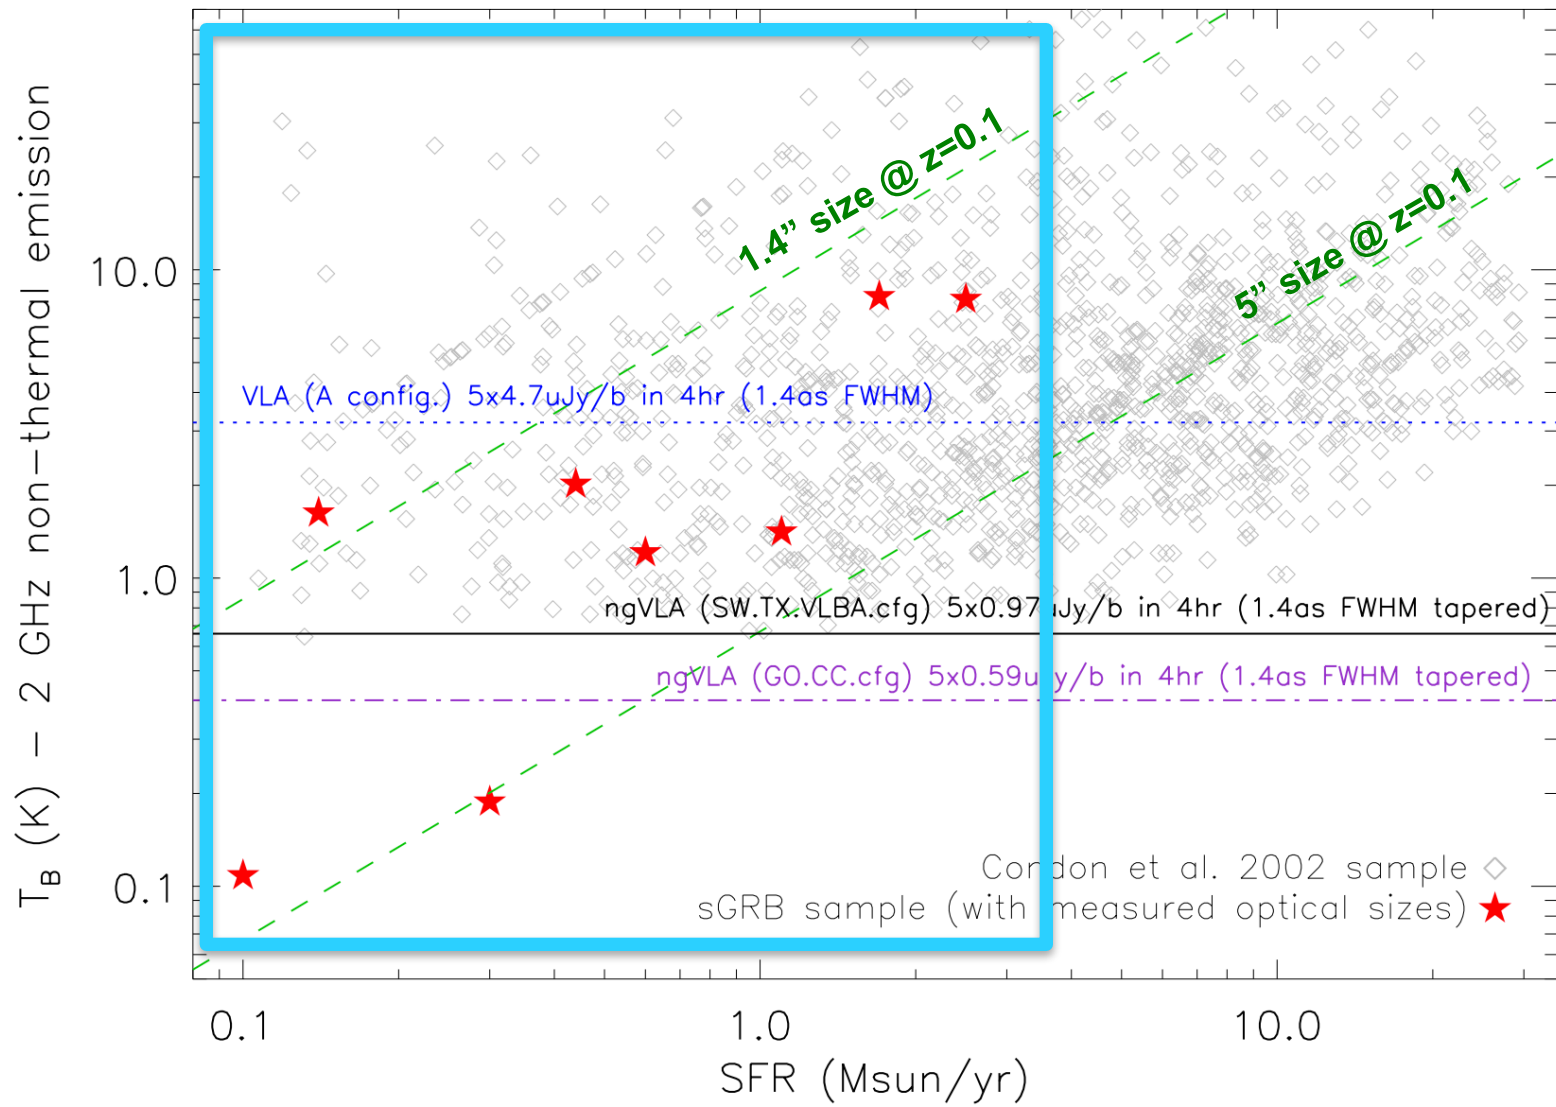 T_B (K) – 2 GHz non–thermal emission
10.0
1.0
0.1
1.4” size @ z=0.1
5” size @ z=0.1
VLA (A config.) 5x4.7uJy/b in 4hr (1.4as FWHM)
ngVLA (SW.TX.VLBA.cfg) 5x0.97uJy/b in 4hr (1.4as FWHM tapered)
ngVLA (GO.CC.cfg) 5x0.59uJy/b in 4hr (1.4as FWHM tapered)
Condon et al. 2002 sample
sGRB sample (with measured optical sizes)
0.1
1.0
10.0
SFR (Msun/yr)